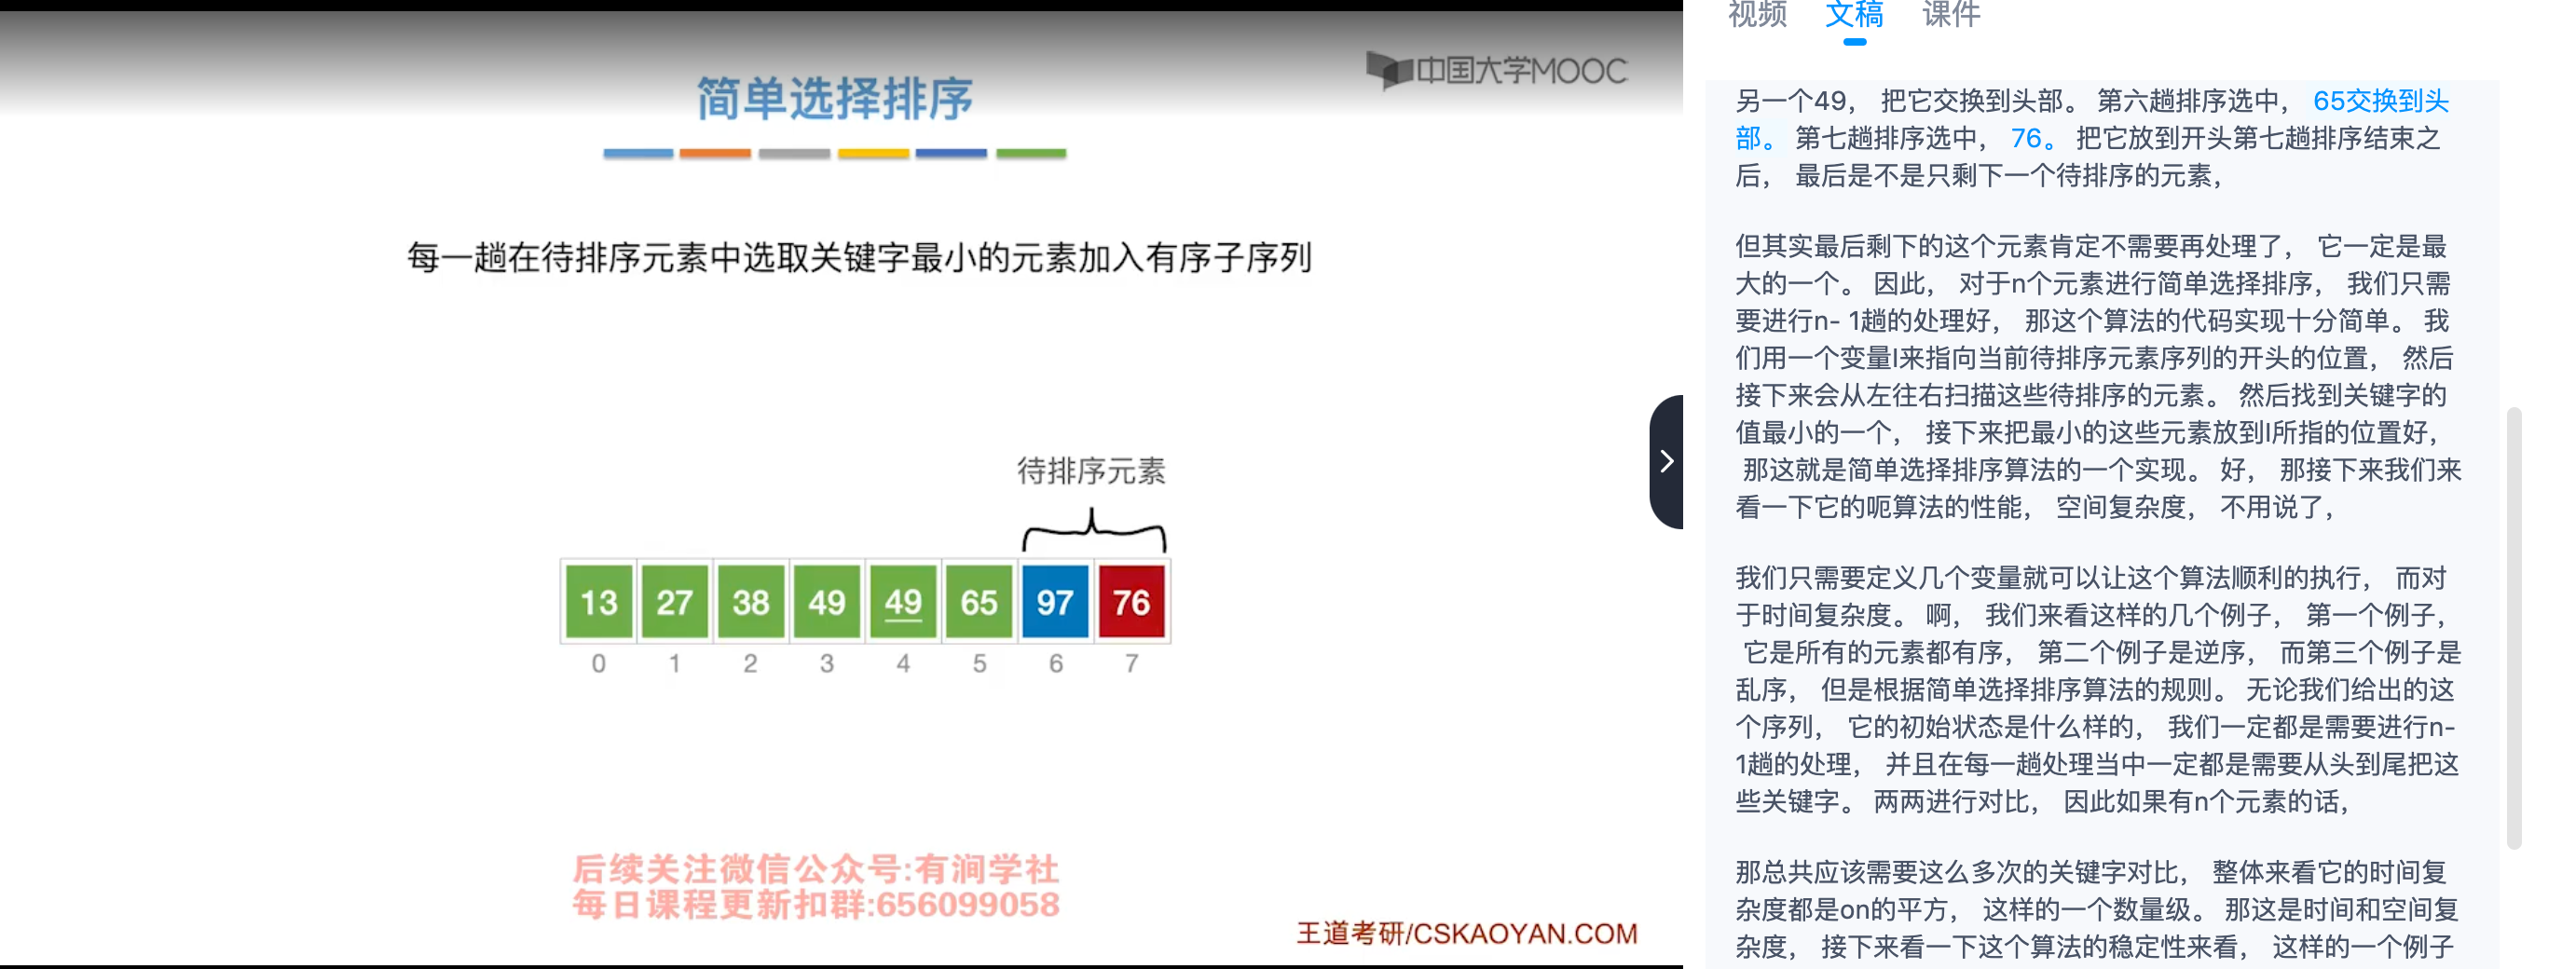 中国大学MOOC
简单选择排序
每一趟在待排序元素中选取关键字最小的元素加入有序子序列
待排序元素
13 27 38 49 49 65 97 76
0 1 2 3 4 5 6 7
后续关注微信公众号:有涧学社
每日课程更新扣群:656099058
王道考研/CSKAOYAN.COM
视频 文稿 课件
另一个49， 把它交换到头部。 第六趟排序选中， 65交换到头
部。 第七趟排序选中， 76。 把它放到开头第七趟排序结束之
后， 最后是不是只剩下一个待排序的元素，
但其实最后剩下的这个元素肯定不需要再处理了， 它一定是最
大的一个。 因此， 对于n个元素进行简单选择排序， 我们只需
要进行n- 1趟的处理好， 那这个算法的代码实现十分简单。 我
们用一个变量I来指向当前待排序元素序列的开头的位置， 然后
接下来会从左往右扫描这些待排序的元素。 然后找到关键字的
值最小的一个， 接下来把最小的这些元素放到I所指的位置好，
那这就是简单选择排序算法的一个实现。 好， 那接下来我们来
看一下它的呃算法的性能， 空间复杂度， 不用说了，
我们只需要定义几个变量就可以让这个算法顺利的执行， 而对
于时间复杂度。 啊， 我们来看这样的几个例子， 第一个例子，
它是所有的元素都有序， 第二个例子是逆序， 而第三个例子是
乱序， 但是根据简单选择排序算法的规则。 无论我们给出的这
个序列， 它的初始状态是什么样的， 我们一定都是需要进行n-
1趟的处理， 并且在每一趟处理当中一定都是需要从头到尾把这
些关键字。 两两进行对比， 因此如果有n个元素的话，
那总共应该需要这么多次的关键字对比， 整体来看它的时间复
杂度都是on的平方， 这样的一个数量级。 那这是时间和空间复
杂度， 接下来看一下这个算法的稳定性来看， 这样的一个例子